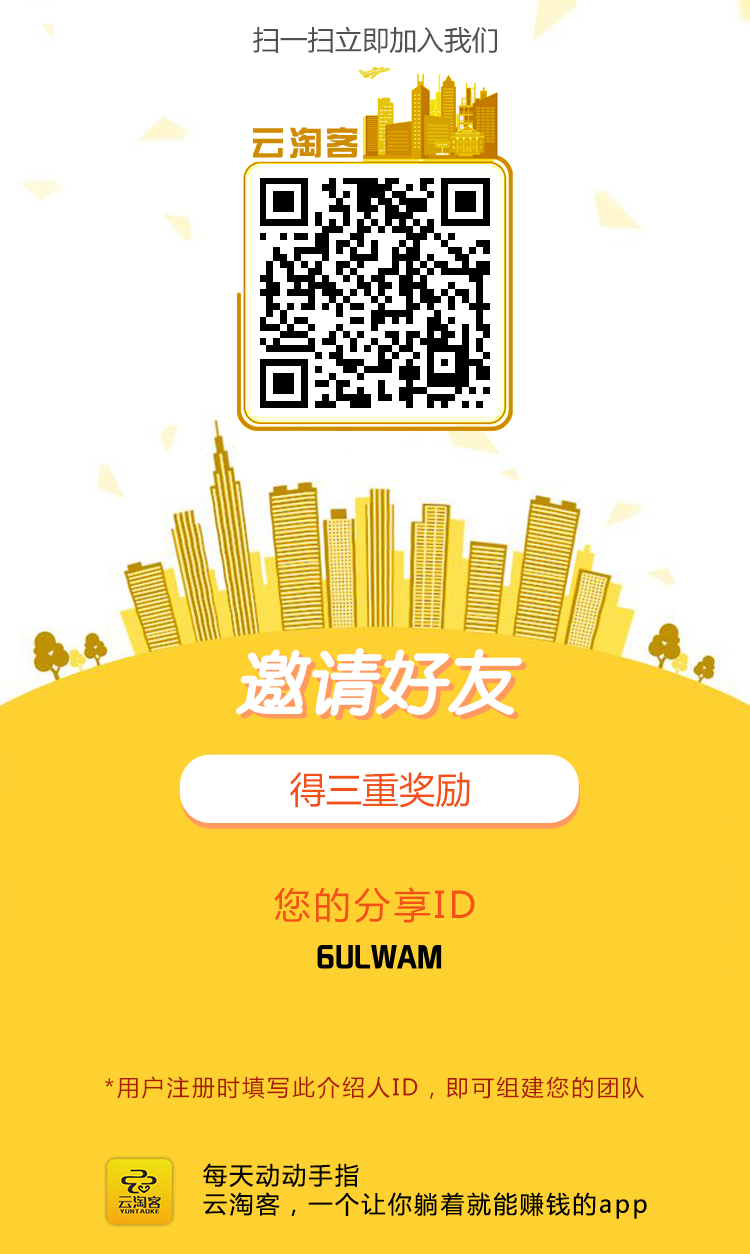 扫一扫立即加入我们
云淘客
邀请好友
得三重奖励
您的分享ID
6ULWAM
*用户注册时填写此介绍人ID，即可组建您的团队
云淘客
YUNTAOKE
每天动动手指
云淘客，一个让你躺着就能赚钱的app